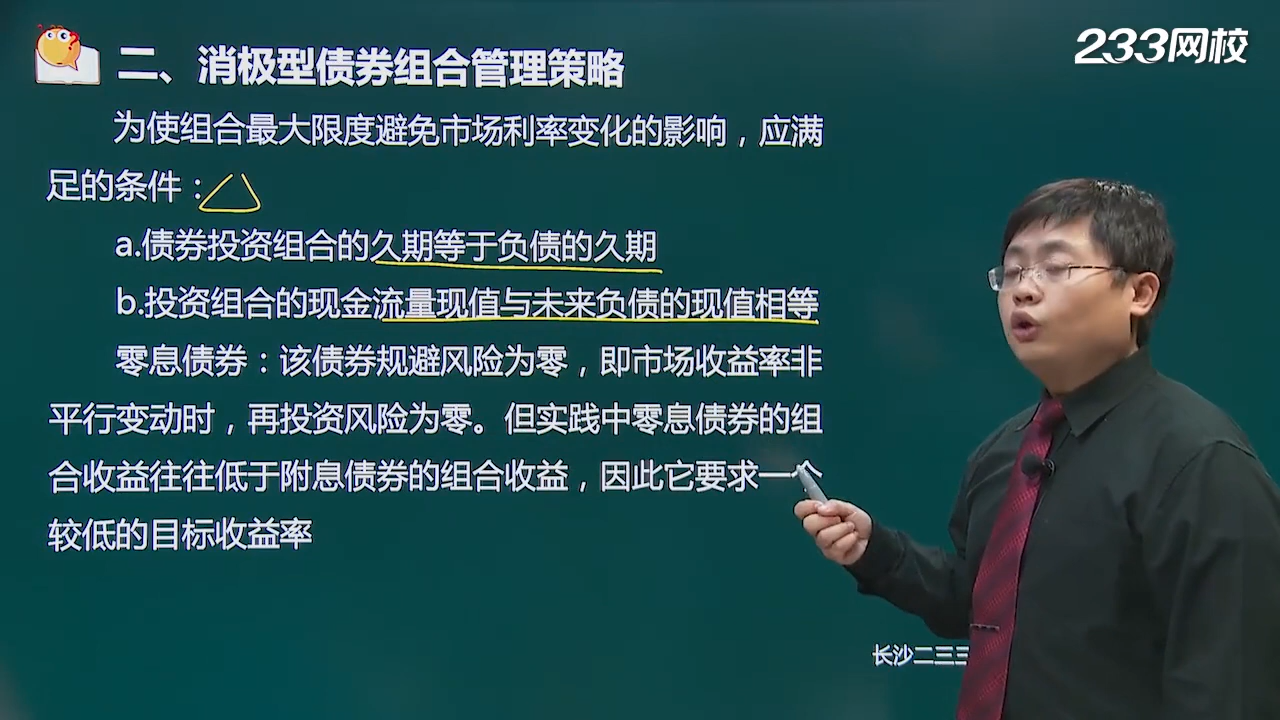 233网校
二、消极型债券组合管理策略
为使组合最大限度避免市场利率变化的影响，应满
足的条件：
a.债券投资组合的久期等于负债的久期
b.投资组合的现金流量现值与未来负债的现值相等
零息债券：该债券规避风险为零，即市场收益率非
平行变动时，再投资风险为零。但实践中零息债券的组
合收益往往低于附息债券的组合收益，因此它要求一个
较低的目标收益率
长沙二三三